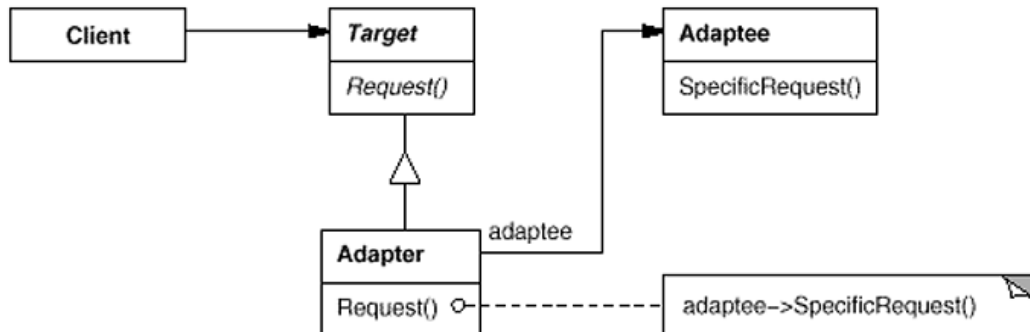 Client
Target
Request()
Adaptee
SpecificRequest()
adaptee
Adapter
Request()
adaptee->SpecificRequest()